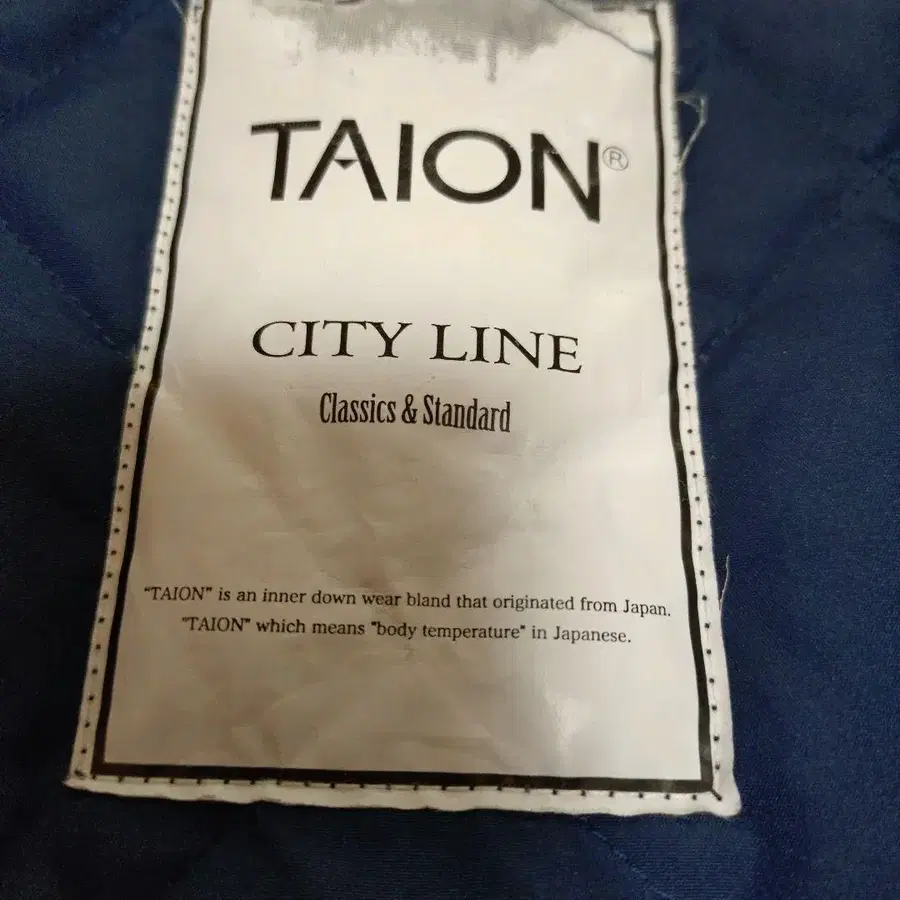 TAION®
CITY LINE
Classics & Standard
"TAION" is an inner down wear bland that originated from Japan.
"TAION" which means "body temperature" in Japanese.